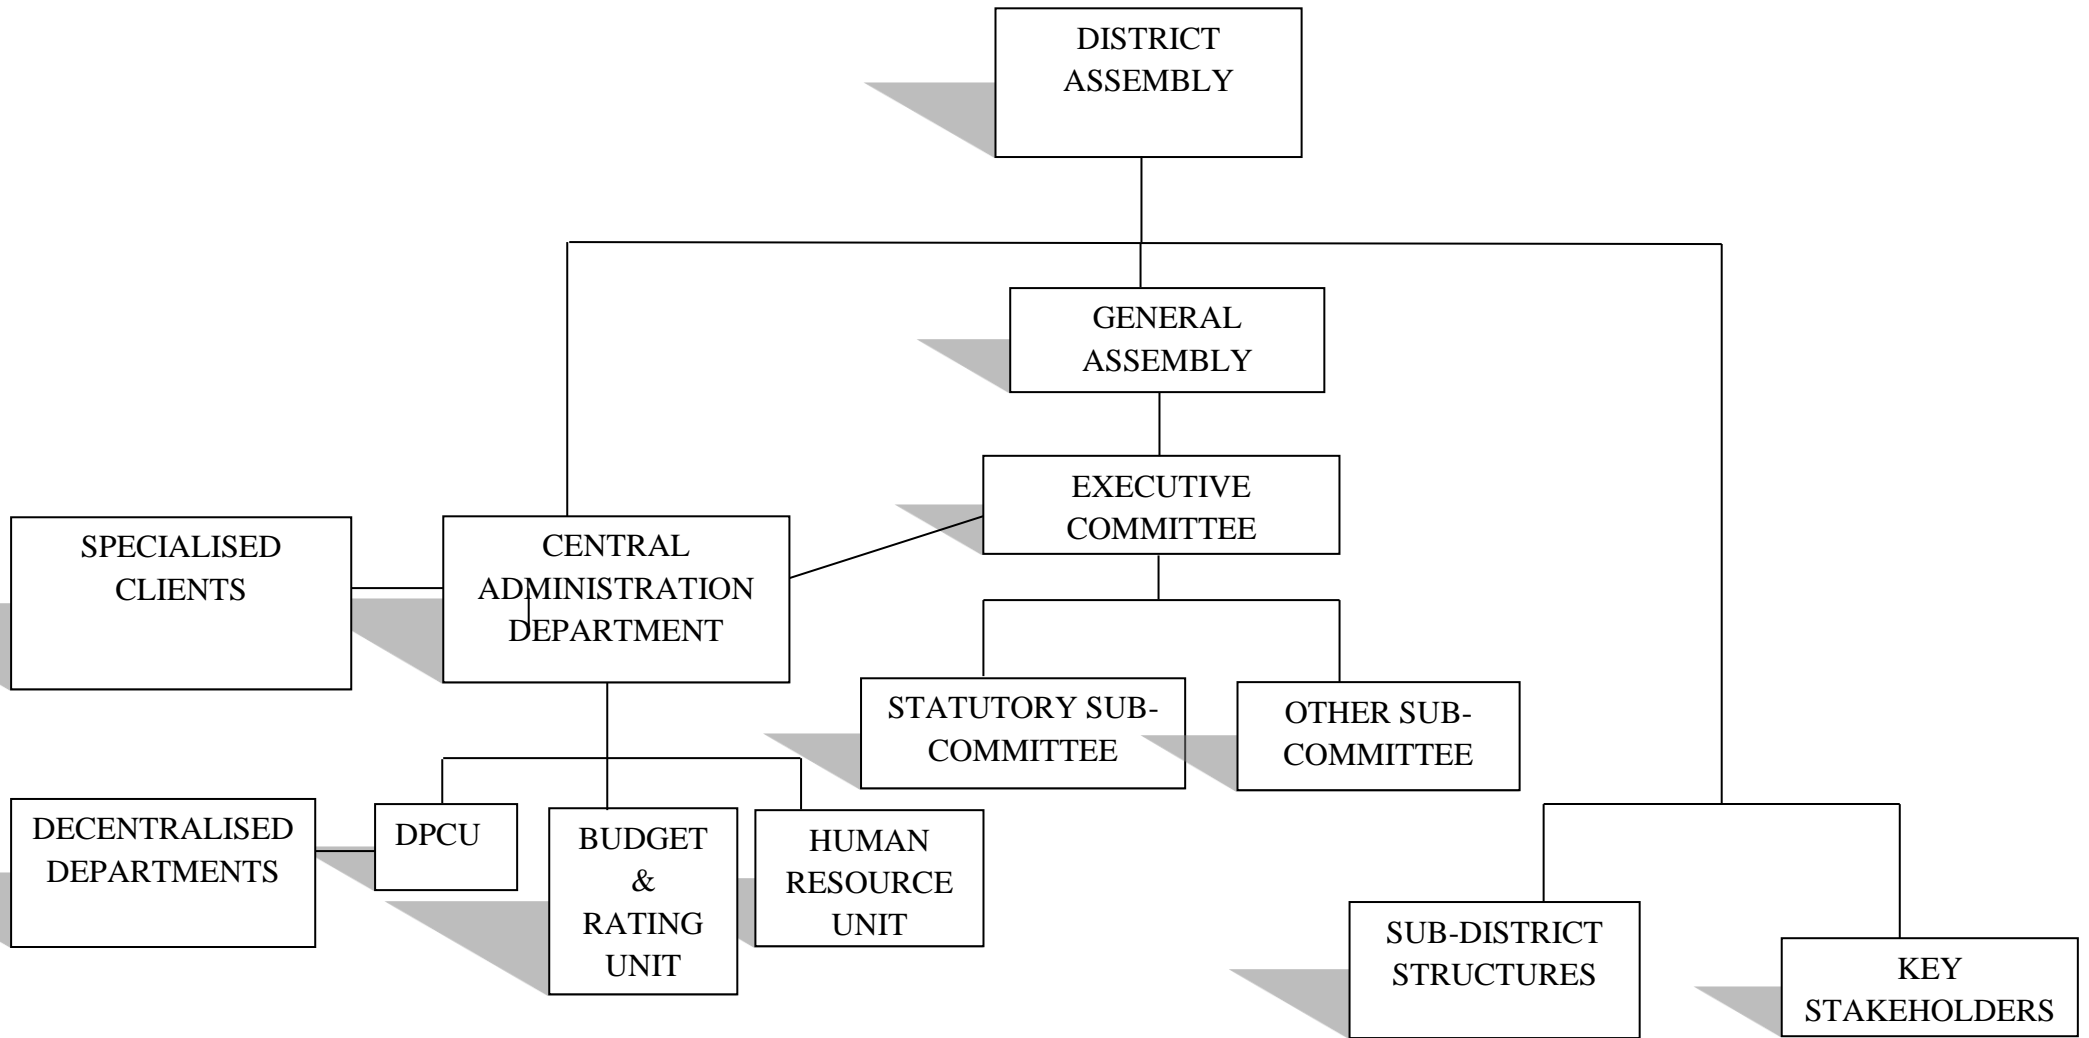 DISTRICT
ASSEMBLY
GENERAL
ASSEMBLY
EXECUTIVE
COMMITTEE
SPECIALISED
CLIENTS
CENTRAL
ADMINISTRATION
DEPARTMENT
STATUTORY SUB-
COMMITTEE
OTHER SUB-
COMMITTEE
DECENTRALISED
DEPARTMENTS
DPCU
BUDGET
&
RATING
UNIT
HUMAN
RESOURCE
UNIT
SUB-DISTRICT
STRUCTURES
KEY
STAKEHOLDERS